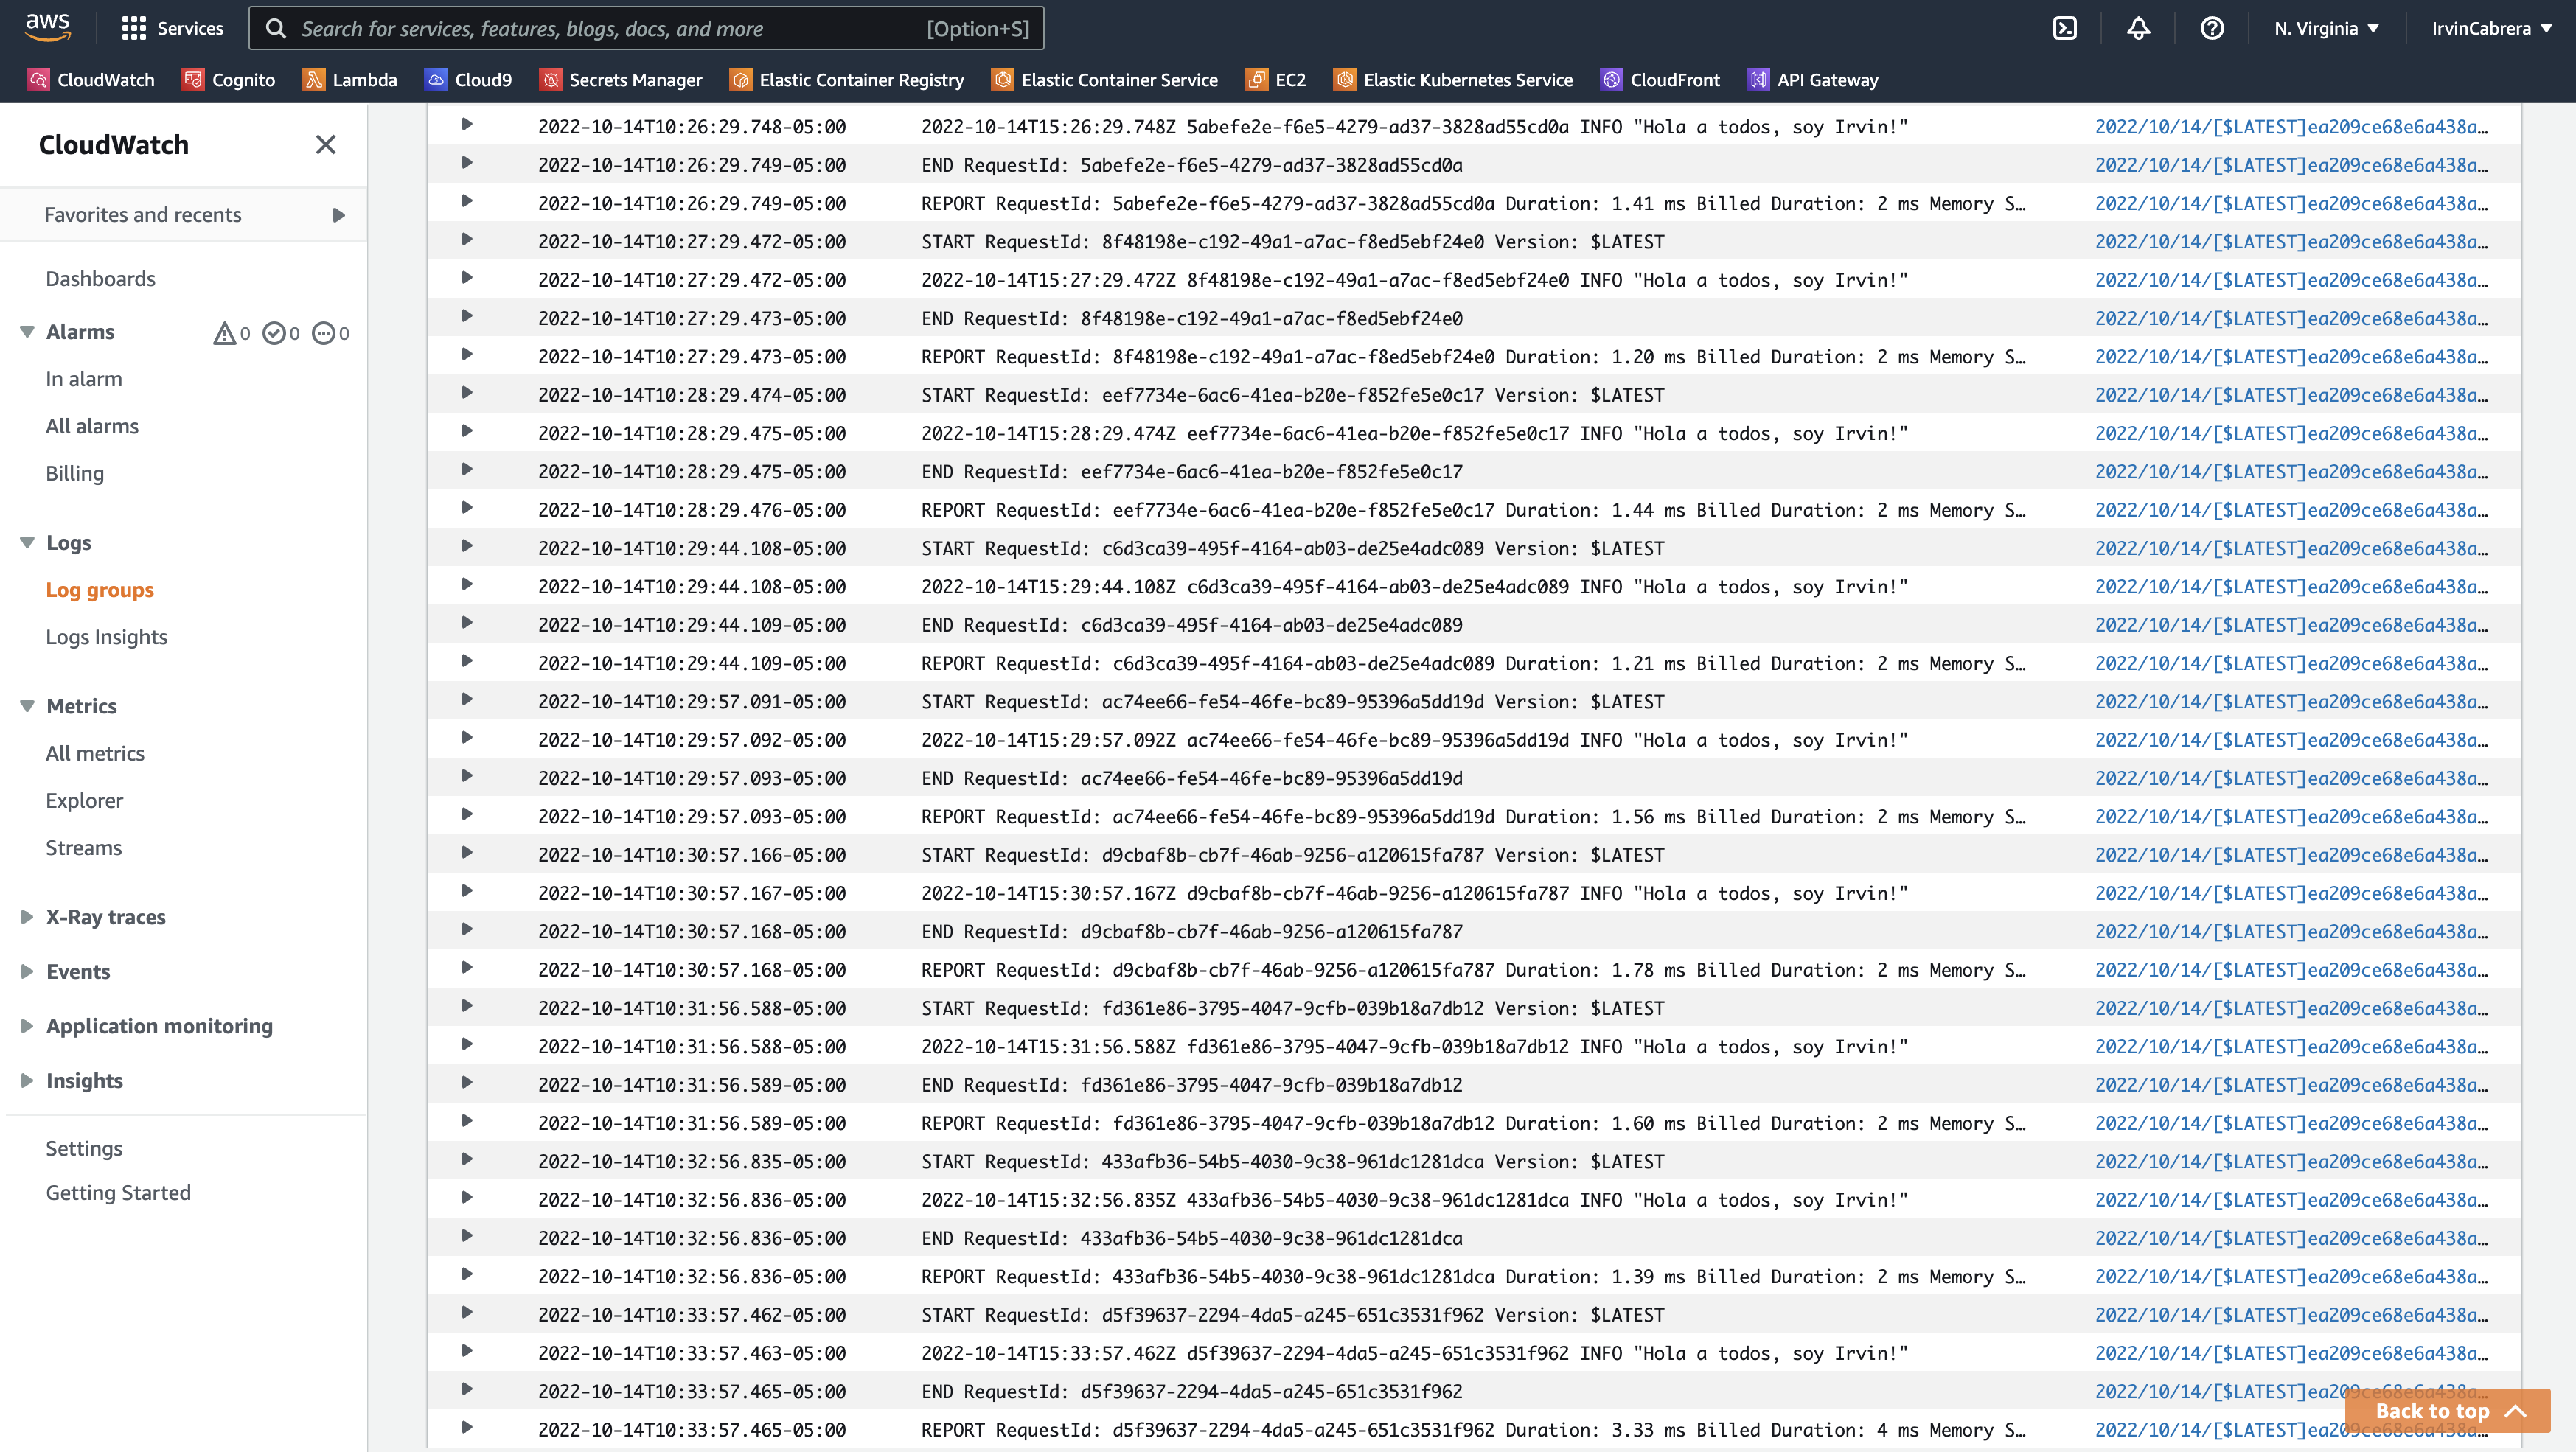 aws Services Search for services, features, blogs, docs, and more [Option+S] N. Virginia IrvinCabrera
CloudWatch Cognito Lambda Cloud9 Secrets Manager Elastic Container Registry Elastic Container Service EC2 Elastic Kubernetes Service CloudFront API Gateway
CloudWatch
Favorites and recents
Dashboards
Alarms 0 0 0
In alarm
All alarms
Billing
Logs
Log groups
Logs Insights
Metrics
All metrics
Explorer
Streams
X-Ray traces
Events
Application monitoring
Insights
Settings
Getting Started
2022-10-14T10:26:29.748-05:00 2022-10-14T15:26:29.748Z 5abefe2e-f6e5-4279-ad37-3828ad55cd0a INFO "Hola a todos, soy Irvin!" 2022/10/14/[$LATEST]ea209ce68e6a438a…
2022-10-14T10:26:29.749-05:00 END RequestId: 5abefe2e-f6e5-4279-ad37-3828ad55cd0a 2022/10/14/[$LATEST]ea209ce68e6a438a…
2022-10-14T10:26:29.749-05:00 REPORT RequestId: 5abefe2e-f6e5-4279-ad37-3828ad55cd0a Duration: 1.41 ms Billed Duration: 2 ms Memory S… 2022/10/14/[$LATEST]ea209ce68e6a438a…
2022-10-14T10:27:29.472-05:00 START RequestId: 8f48198e-c192-49a1-a7ac-f8ed5ebf24e0 Version: $LATEST 2022/10/14/[$LATEST]ea209ce68e6a438a…
2022-10-14T10:27:29.472-05:00 2022-10-14T15:27:29.472Z 8f48198e-c192-49a1-a7ac-f8ed5ebf24e0 INFO "Hola a todos, soy Irvin!" 2022/10/14/[$LATEST]ea209ce68e6a438a…
2022-10-14T10:27:29.473-05:00 END RequestId: 8f48198e-c192-49a1-a7ac-f8ed5ebf24e0 2022/10/14/[$LATEST]ea209ce68e6a438a…
2022-10-14T10:27:29.473-05:00 REPORT RequestId: 8f48198e-c192-49a1-a7ac-f8ed5ebf24e0 Duration: 1.20 ms Billed Duration: 2 ms Memory S… 2022/10/14/[$LATEST]ea209ce68e6a438a…
2022-10-14T10:28:29.474-05:00 START RequestId: eef7734e-6ac6-41ea-b20e-f852fe5e0c17 Version: $LATEST 2022/10/14/[$LATEST]ea209ce68e6a438a…
2022-10-14T10:28:29.475-05:00 2022-10-14T15:28:29.474Z eef7734e-6ac6-41ea-b20e-f852fe5e0c17 INFO "Hola a todos, soy Irvin!" 2022/10/14/[$LATEST]ea209ce68e6a438a…
2022-10-14T10:28:29.475-05:00 END RequestId: eef7734e-6ac6-41ea-b20e-f852fe5e0c17 2022/10/14/[$LATEST]ea209ce68e6a438a…
2022-10-14T10:28:29.476-05:00 REPORT RequestId: eef7734e-6ac6-41ea-b20e-f852fe5e0c17 Duration: 1.44 ms Billed Duration: 2 ms Memory S… 2022/10/14/[$LATEST]ea209ce68e6a438a…
2022-10-14T10:29:44.108-05:00 START RequestId: c6d3ca39-495f-4164-ab03-de25e4adc089 Version: $LATEST 2022/10/14/[$LATEST]ea209ce68e6a438a…
2022-10-14T10:29:44.108-05:00 2022-10-14T15:29:44.108Z c6d3ca39-495f-4164-ab03-de25e4adc089 INFO "Hola a todos, soy Irvin!" 2022/10/14/[$LATEST]ea209ce68e6a438a…
2022-10-14T10:29:44.109-05:00 END RequestId: c6d3ca39-495f-4164-ab03-de25e4adc089 2022/10/14/[$LATEST]ea209ce68e6a438a…
2022-10-14T10:29:44.109-05:00 REPORT RequestId: c6d3ca39-495f-4164-ab03-de25e4adc089 Duration: 1.21 ms Billed Duration: 2 ms Memory S… 2022/10/14/[$LATEST]ea209ce68e6a438a…
2022-10-14T10:29:57.091-05:00 START RequestId: ac74ee66-fe54-46fe-bc89-95396a5dd19d Version: $LATEST 2022/10/14/[$LATEST]ea209ce68e6a438a…
2022-10-14T10:29:57.092-05:00 2022-10-14T15:29:57.092Z ac74ee66-fe54-46fe-bc89-95396a5dd19d INFO "Hola a todos, soy Irvin!" 2022/10/14/[$LATEST]ea209ce68e6a438a…
2022-10-14T10:29:57.093-05:00 END RequestId: ac74ee66-fe54-46fe-bc89-95396a5dd19d 2022/10/14/[$LATEST]ea209ce68e6a438a…
2022-10-14T10:29:57.093-05:00 REPORT RequestId: ac74ee66-fe54-46fe-bc89-95396a5dd19d Duration: 1.56 ms Billed Duration: 2 ms Memory S… 2022/10/14/[$LATEST]ea209ce68e6a438a…
2022-10-14T10:30:57.166-05:00 START RequestId: d9cbaf8b-cb7f-46ab-9256-a120615fa787 Version: $LATEST 2022/10/14/[$LATEST]ea209ce68e6a438a…
2022-10-14T10:30:57.167-05:00 2022-10-14T15:30:57.167Z d9cbaf8b-cb7f-46ab-9256-a120615fa787 INFO "Hola a todos, soy Irvin!" 2022/10/14/[$LATEST]ea209ce68e6a438a…
2022-10-14T10:30:57.168-05:00 END RequestId: d9cbaf8b-cb7f-46ab-9256-a120615fa787 2022/10/14/[$LATEST]ea209ce68e6a438a…
2022-10-14T10:30:57.168-05:00 REPORT RequestId: d9cbaf8b-cb7f-46ab-9256-a120615fa787 Duration: 1.78 ms Billed Duration: 2 ms Memory S… 2022/10/14/[$LATEST]ea209ce68e6a438a…
2022-10-14T10:31:56.588-05:00 START RequestId: fd361e86-3795-4047-9cfb-039b18a7db12 Version: $LATEST 2022/10/14/[$LATEST]ea209ce68e6a438a…
2022-10-14T10:31:56.588-05:00 2022-10-14T15:31:56.588Z fd361e86-3795-4047-9cfb-039b18a7db12 INFO "Hola a todos, soy Irvin!" 2022/10/14/[$LATEST]ea209ce68e6a438a…
2022-10-14T10:31:56.589-05:00 END RequestId: fd361e86-3795-4047-9cfb-039b18a7db12 2022/10/14/[$LATEST]ea209ce68e6a438a…
2022-10-14T10:31:56.589-05:00 REPORT RequestId: fd361e86-3795-4047-9cfb-039b18a7db12 Duration: 1.60 ms Billed Duration: 2 ms Memory S… 2022/10/14/[$LATEST]ea209ce68e6a438a…
2022-10-14T10:32:56.835-05:00 START RequestId: 433afb36-54b5-4030-9c38-961dc1281dca Version: $LATEST 2022/10/14/[$LATEST]ea209ce68e6a438a…
2022-10-14T10:32:56.836-05:00 2022-10-14T15:32:56.835Z 433afb36-54b5-4030-9c38-961dc1281dca INFO "Hola a todos, soy Irvin!" 2022/10/14/[$LATEST]ea209ce68e6a438a…
2022-10-14T10:32:56.836-05:00 END RequestId: 433afb36-54b5-4030-9c38-961dc1281dca 2022/10/14/[$LATEST]ea209ce68e6a438a…
2022-10-14T10:32:56.836-05:00 REPORT RequestId: 433afb36-54b5-4030-9c38-961dc1281dca Duration: 1.39 ms Billed Duration: 2 ms Memory S… 2022/10/14/[$LATEST]ea209ce68e6a438a…
2022-10-14T10:33:57.462-05:00 START RequestId: d5f39637-2294-4da5-a245-651c3531f962 Version: $LATEST 2022/10/14/[$LATEST]ea209ce68e6a438a…
2022-10-14T10:33:57.463-05:00 2022-10-14T15:33:57.462Z d5f39637-2294-4da5-a245-651c3531f962 INFO "Hola a todos, soy Irvin!" 2022/10/14/[$LATEST]ea209ce68e6a438a…
2022-10-14T10:33:57.465-05:00 END RequestId: d5f39637-2294-4da5-a245-651c3531f962 2022/10/14/[$LATEST]ea209ce68e6a438a…
2022-10-14T10:33:57.465-05:00 REPORT RequestId: d5f39637-2294-4da5-a245-651c3531f962 Duration: 3.33 ms Billed Duration: 4 ms Memory S… 2022/10/14/[$LATEST]ea209ce68e6a438a…
Back to top